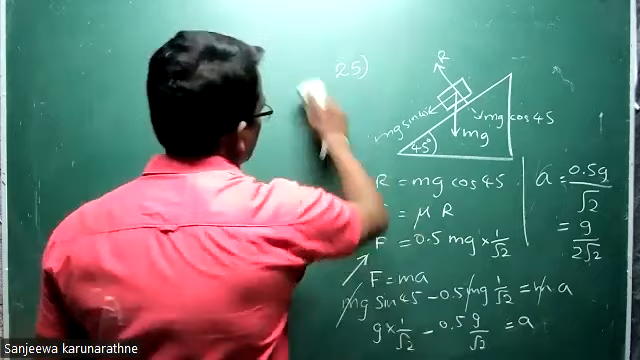 25)
R
mg sin 45
mg cos 45
mg
45°
R = mg cos 45
= μ R
F = 0.5 mg × 1/√2
F = ma
mg sin 45 - 0.5 mg 1/√2 = m a
g × 1/√2 - 0.5 g/√2 = a
a = 0.5g/√2
= g/2√2
Sanjeewa karunarathne